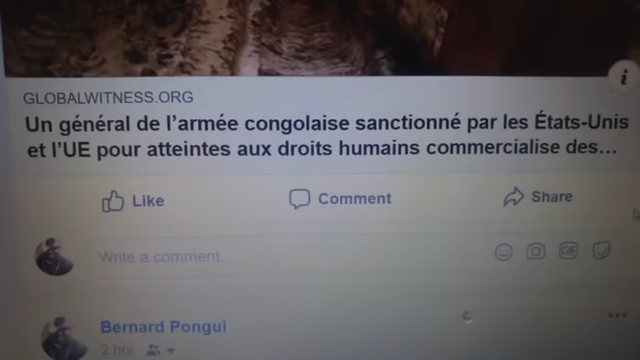 i
GLOBALWITNESS.ORG
Un général de l'armée congolaise sanctionné par les États-Unis
et l'UE pour atteintes aux droits humains commercialise des...
Like
Comment
Share
Write a comment.
GIF
Bernard Pongui
2 hrs